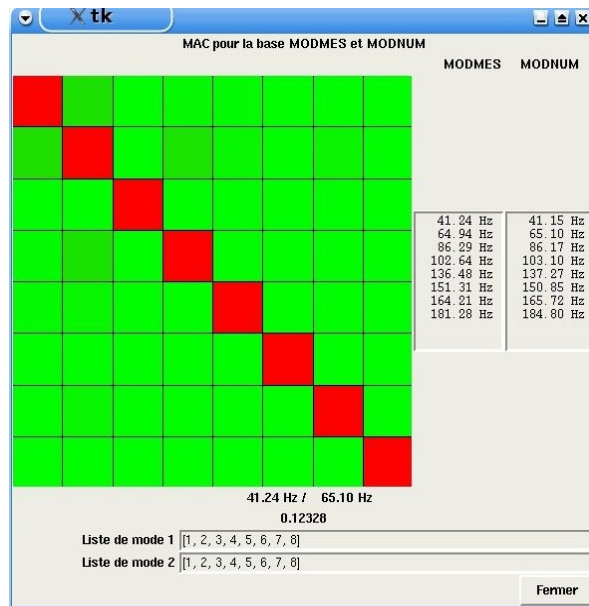 tk
MAC pour la base MODMES et MODNUM
MODMES MODNUM
41.24 Hz 41.15 Hz
64.94 Hz 65.10 Hz
86.29 Hz 86.17 Hz
102.64 Hz 103.10 Hz
136.48 Hz 137.27 Hz
151.31 Hz 150.85 Hz
164.21 Hz 165.72 Hz
181.28 Hz 184.80 Hz
41.24 Hz / 65.10 Hz
0.12328
Liste de mode 1 [1, 2, 3, 4, 5, 6, 7, 8]
Liste de mode 2 [1, 2, 3, 4, 5, 6, 7, 8]
Fermer